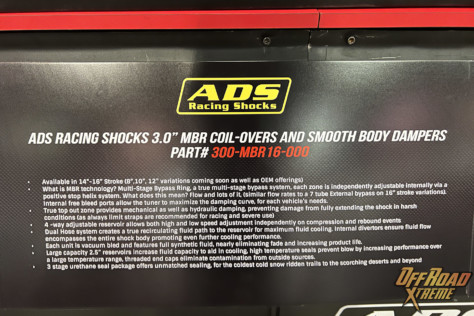 ADS
Racing Shocks
ADS RACING SHOCKS 3.0" MBR COIL-OVERS AND SMOOTH BODY DAMPERS
PART# 300-MBR16-000
• Available in 14"-16" Stroke (8",10", 12" variations coming soon as well as OEM offerings)
• What is MBR technology? Multi-Stage Bypass Ring, a true multi-stage bypass system, each zone is independently adjustable internally via a
positive stop helix system. What does this mean? Flow and lots of it. (similar flow rates to a 7 tube External bypass on 16" stroke variations).
Internal free bleed ports allow the tuner to maximize the damping curve, for each vehicle's needs.
• True top out zone provides mechanical as well as hydraulic damping, preventing damage from fully extending the shock in harsh
conditions (as always limit straps are recommended for racing and severe use)
• 4 -way adjustable reservoir allows both high and low speed adjustment independently on compression and rebound events
• Dual Hose system creates a true recirculating fluid path to the reservoir for maximum fluid cooling. Internal divertors ensure fluid flow
encompasses the entire shock body promoting even further cooling performance.
• Each unit is vacuum bled and features full synthetic fluid, nearly eliminating fade and increasing product life.
• Large capacity 2.5" reservoirs increase fluid capacity to aid in cooling, high temperature seals prevent blow by increasing performance over
a large temperature range, threaded end caps eliminate contamination from outside sources.
• 3 stage urethane seal package offers unmatched sealing, for the coldest cold snow ridden trails to the scorching deserts and beyond
OFFROAD
XTREME
ADS